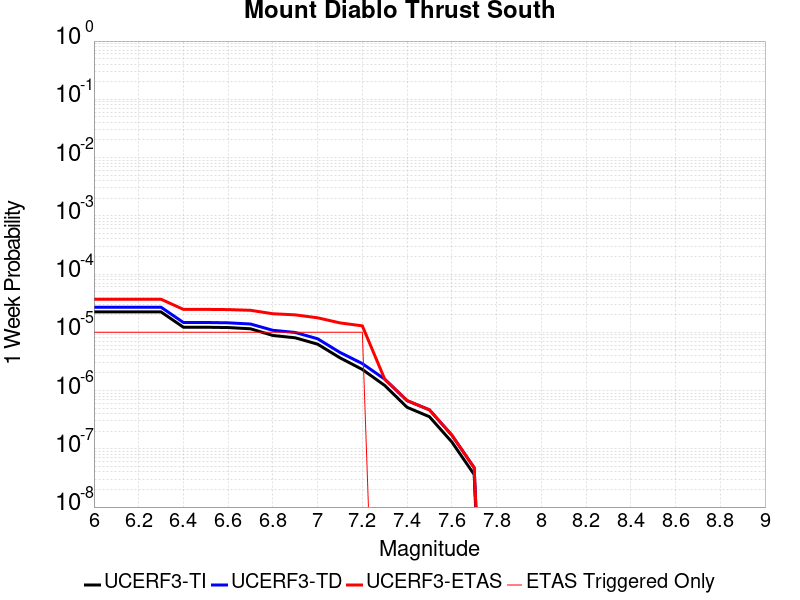 Mount Diablo Thrust South
10^0
10^-1
10^-2
10^-3
10^-4
10^-5
10^-6
10^-7
10^-8
1 Week Probability
6 6.2 6.4 6.6 6.8 7 7.2 7.4 7.6 7.8 8 8.2 8.4 8.6 8.8 9
Magnitude
UCERF3-TI UCERF3-TD UCERF3-ETAS ETAS Triggered Only